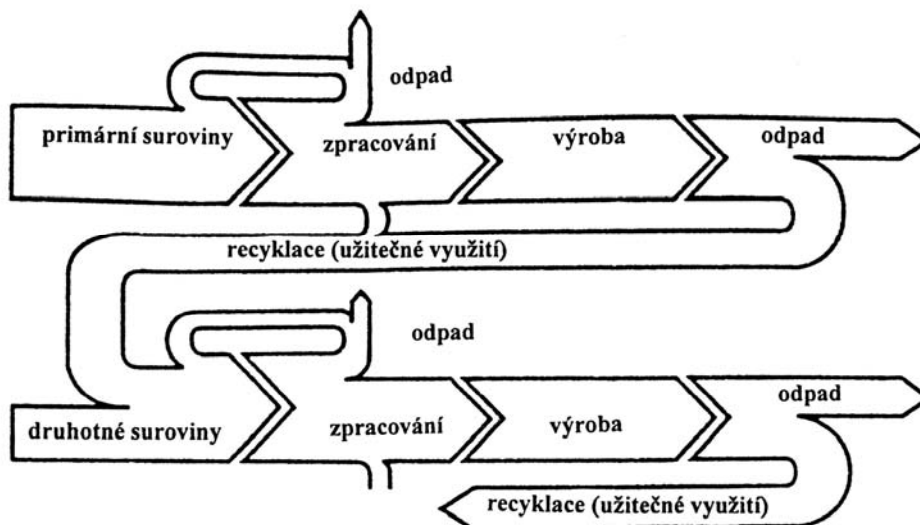 odpad
primární suroviny
zpracování
výroba
odpad
recyklace (užitečné využití)
odpad
druhotné suroviny
zpracování
výroba
odpad
recyklace (užitečné využití)